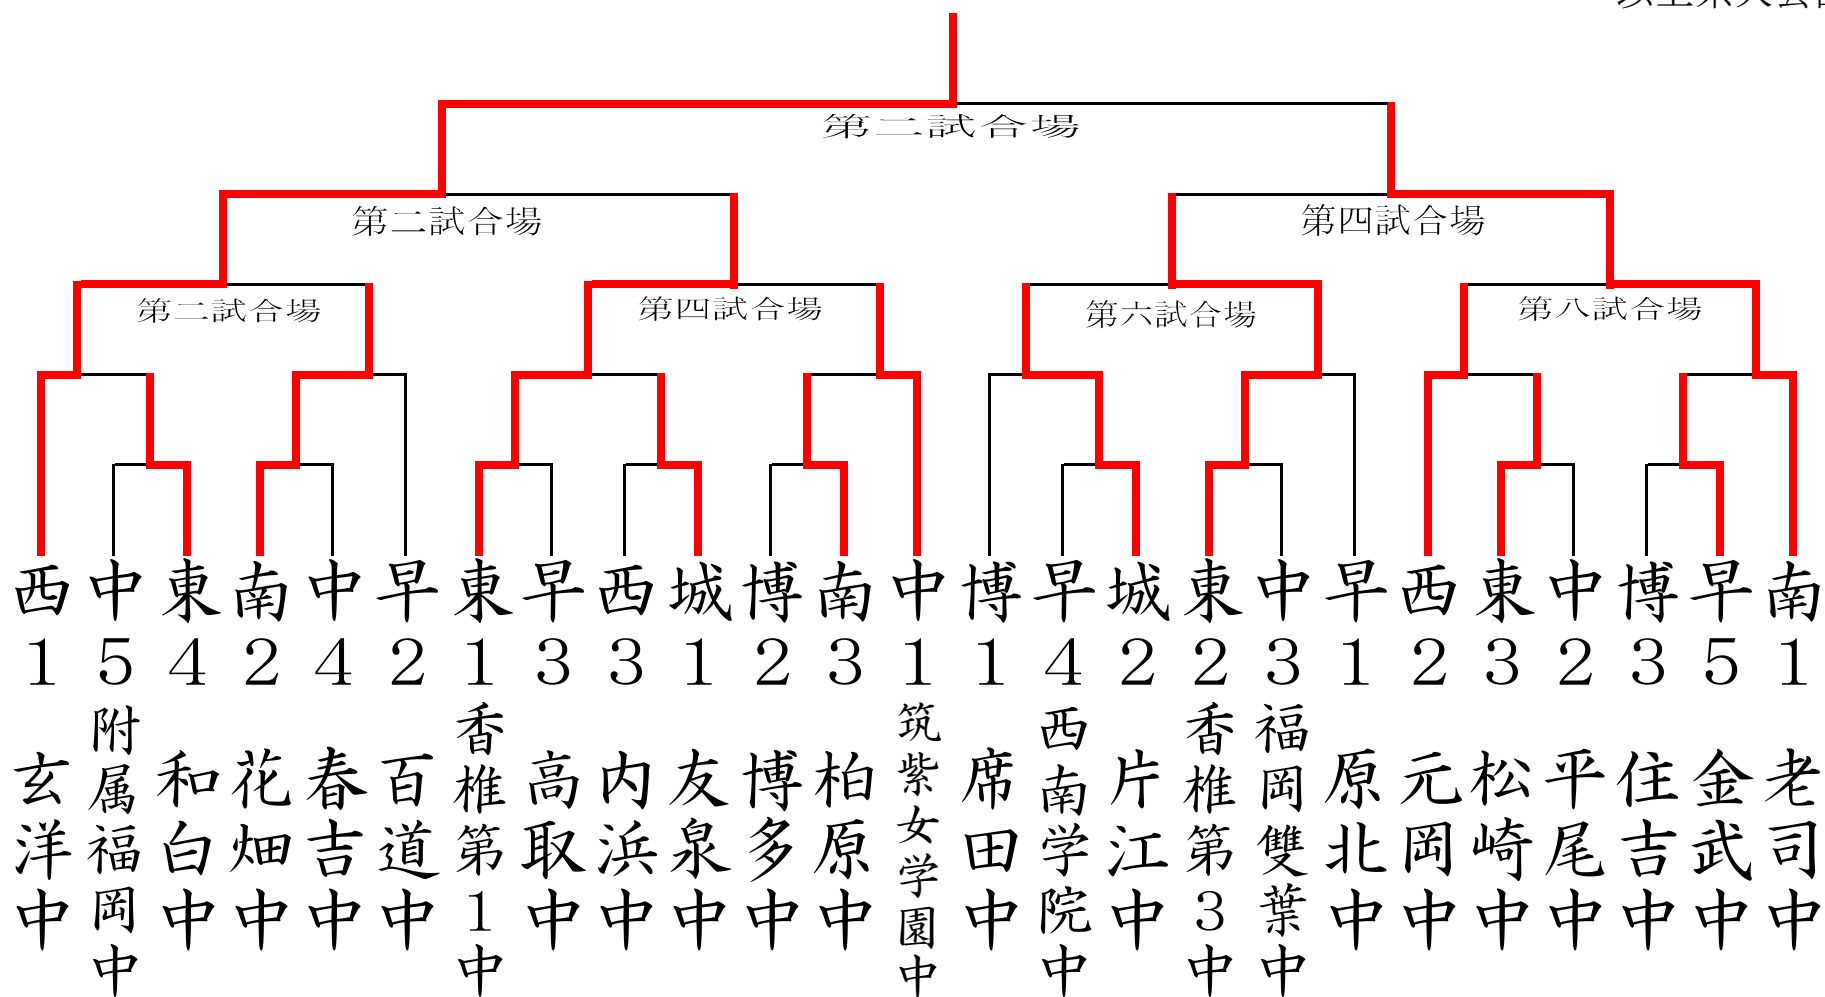 第二試合場
第二試合場
第四試合場
第二試合場
第四試合場
第六試合場
第八試合場
西1 玄洋中
中5 附属福岡中
東4 和白中
南2 花畑中
中4 春吉中
早2 百道中
東1 香椎第1中
早3 高取中
西3 内浜中
城1 友泉中
博2 博多中
南3 柏原中
中1 筑紫女学園中
博1 席田中
早4 西南学院中
城2 片江中
東2 香椎第3中
中3 福岡雙葉中
早1 原北中
西2 元岡中
東3 松崎中
中2 平尾中
博3 住吉中
早5 金武中
南1 老司中